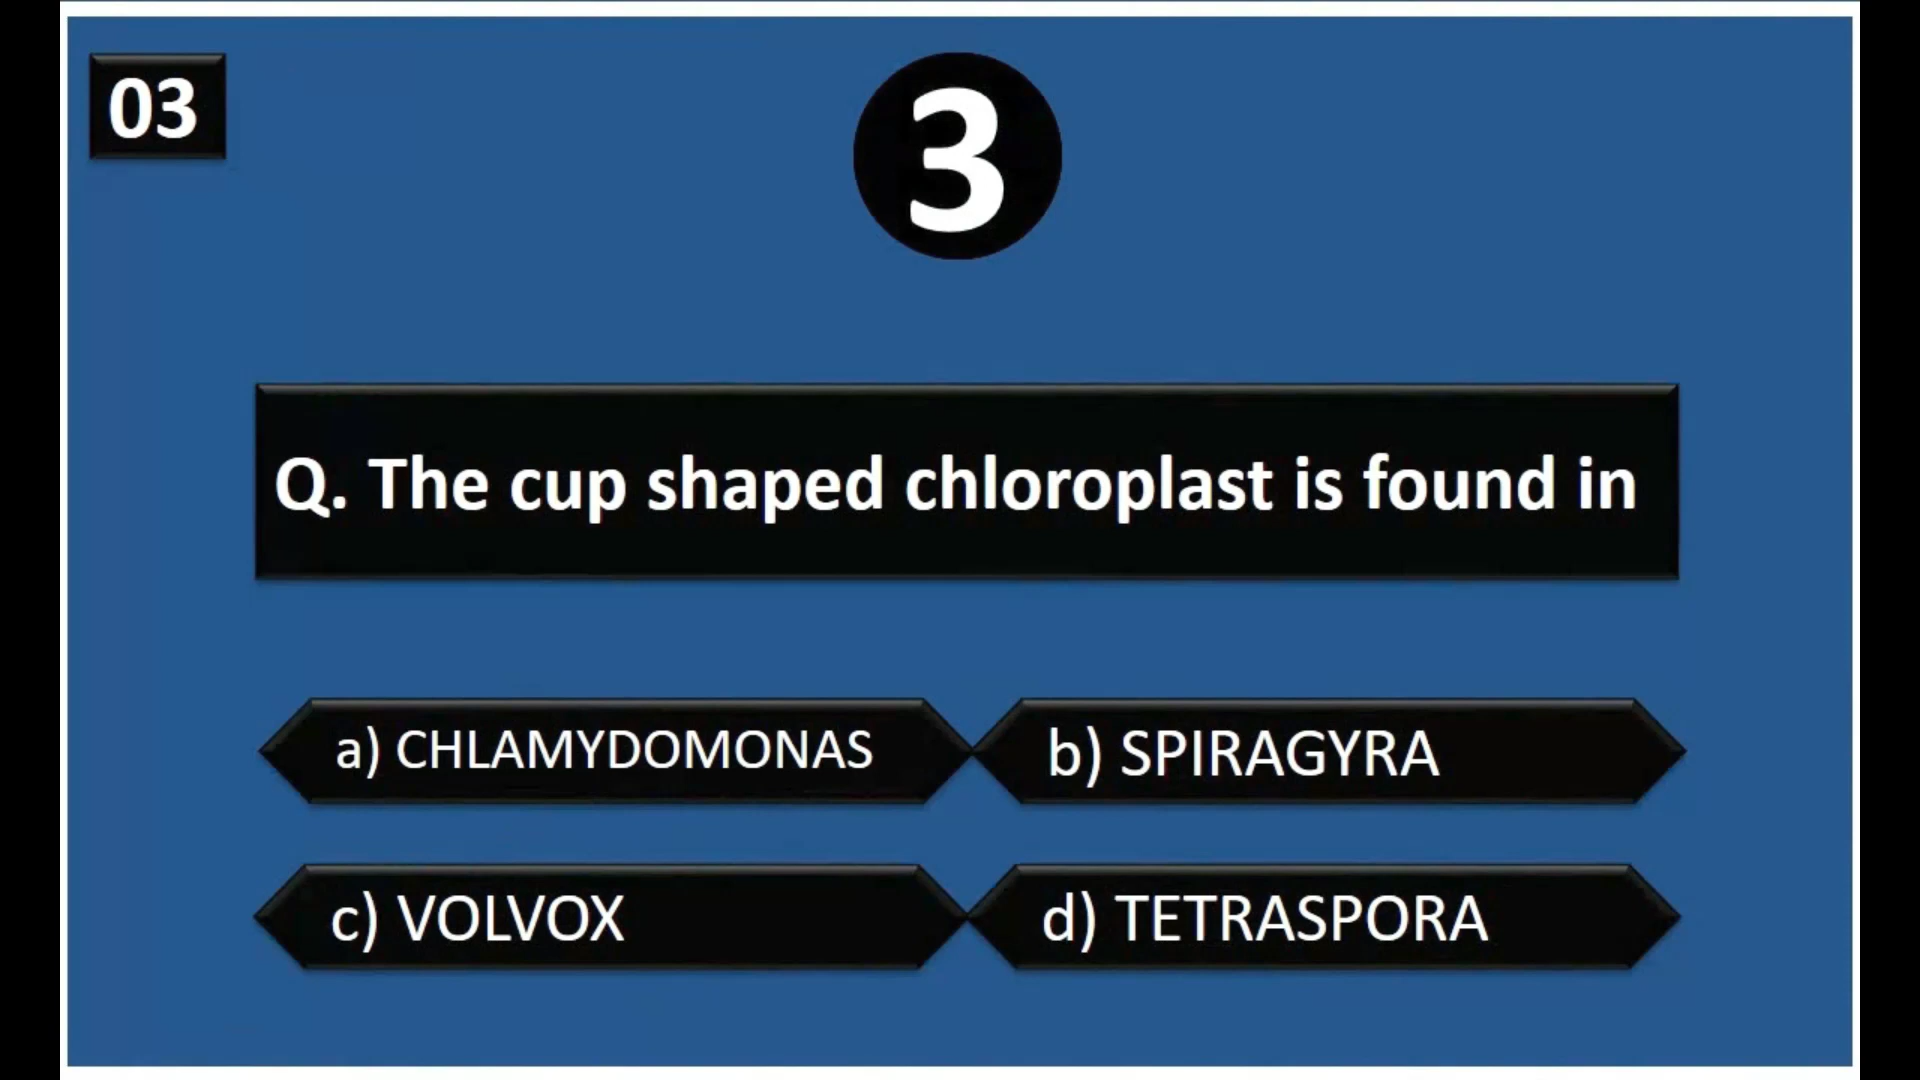 03
3
Q. The cup shaped chloroplast is found in
a) CHLAMYDOMONAS
b) SPIRAGYRA
c) VOLVOX
d) TETRASPORA